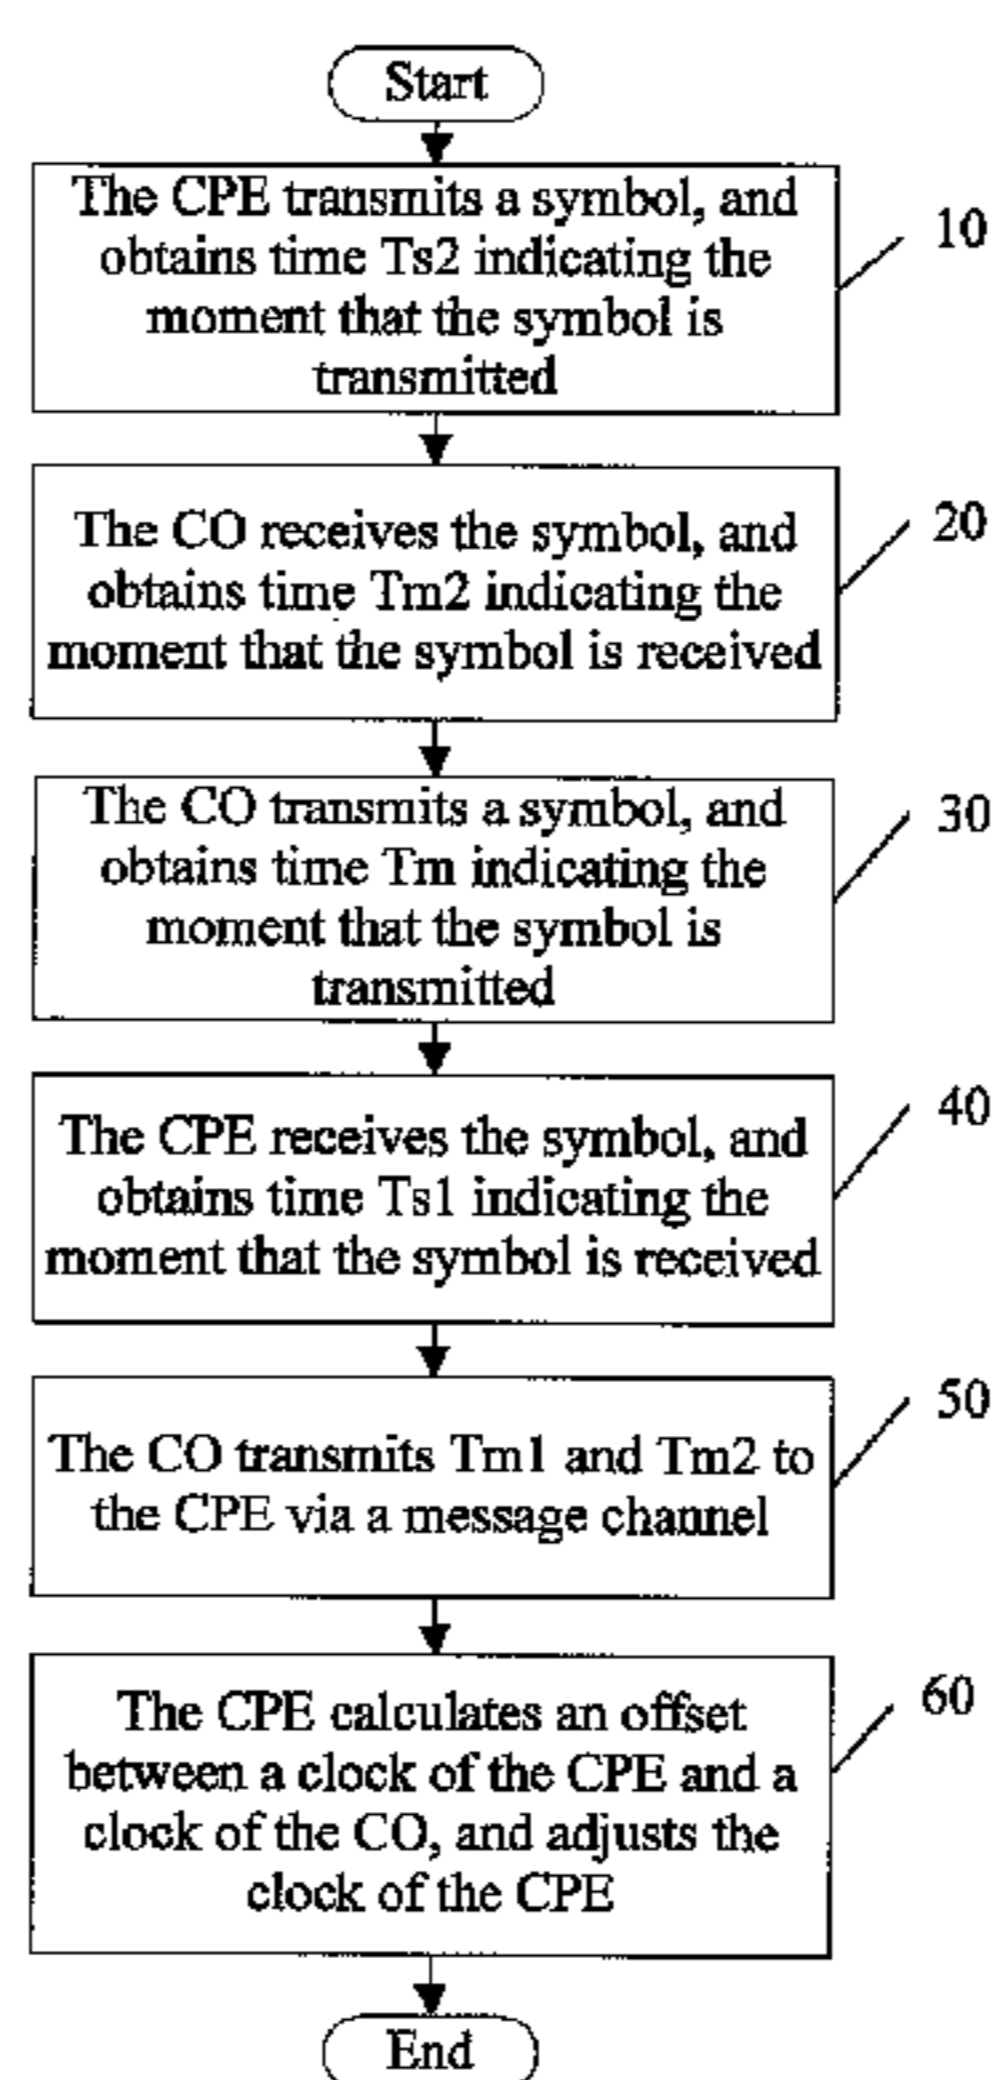 Start
The CPE transmits a symbol, and
obtains time Ts2 indicating the
moment that the symbol is
transmitted
10
The CO receives the symbol, and
obtains time Tm2 indicating the
moment that the symbol is received
20
The CO transmits a symbol, and
obtains time Tm indicating the
moment that the symbol is
transmitted
30
The CPE receives the symbol, and
obtains time Ts1 indicating the
moment that the symbol is received
40
The CO transmits Tm1 and Tm2 to
the CPE via a message channel
50
The CPE calculates an offset
between a clock of the CPE and a
clock of the CO, and adjusts the
clock of the CPE
60
End